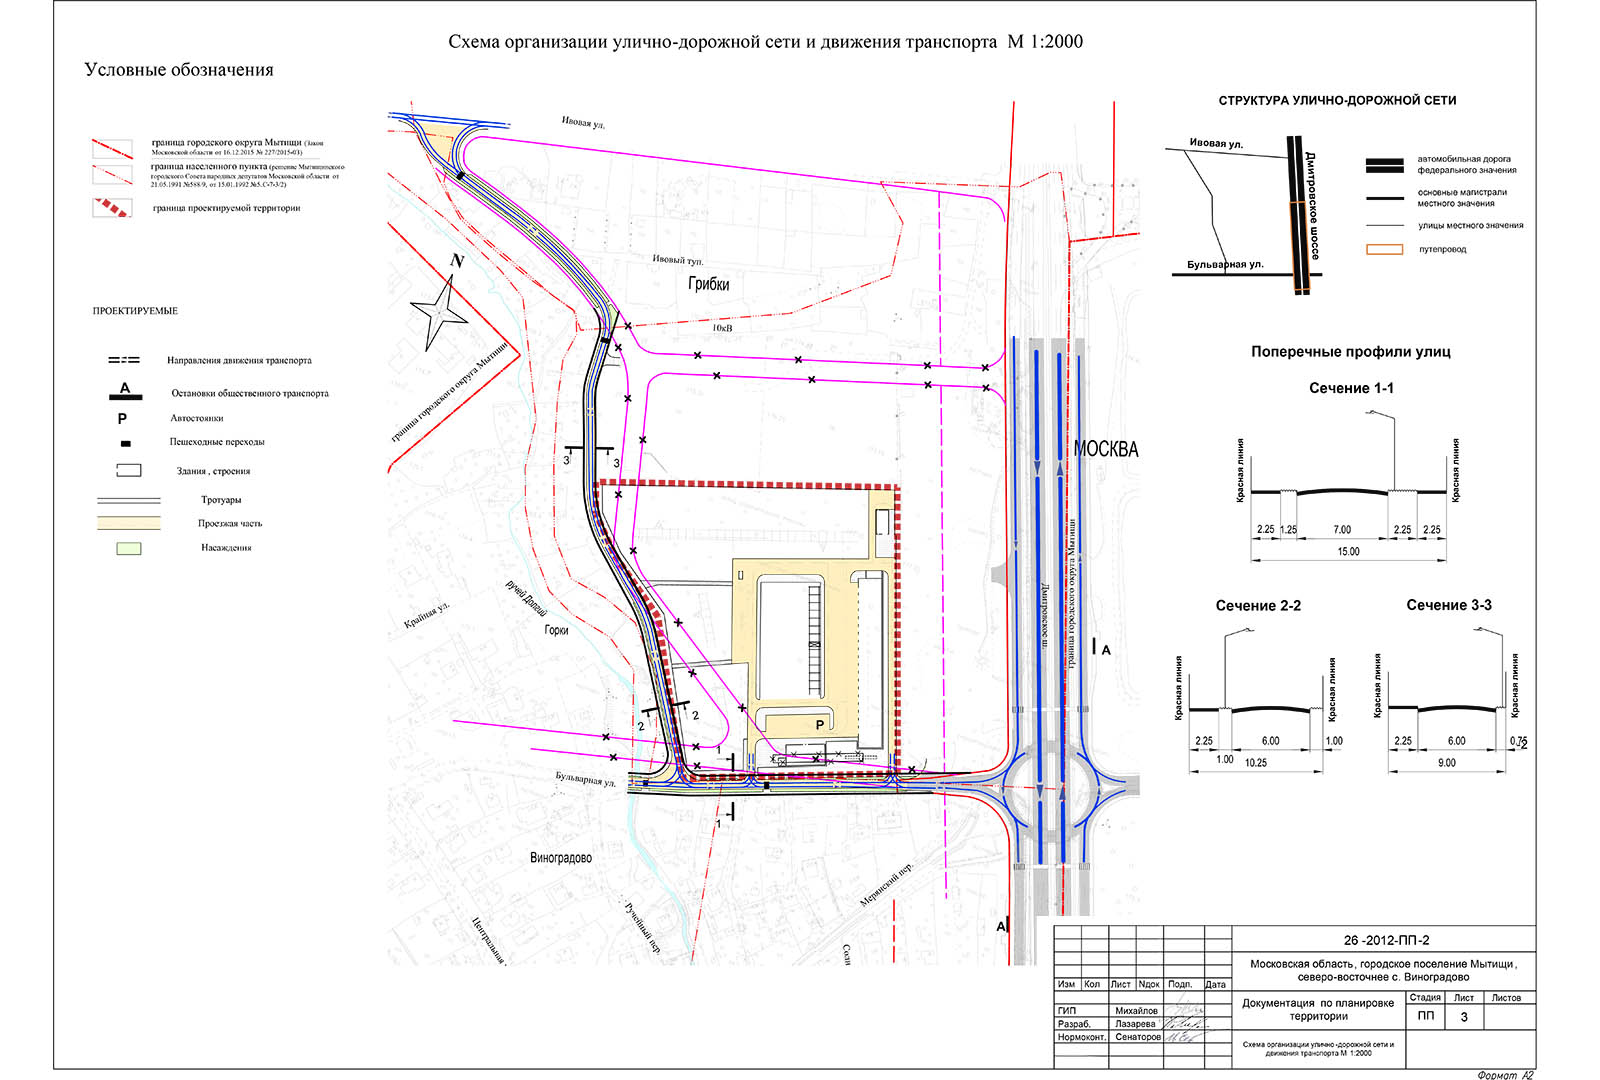 Схема организации улично-дорожной сети и движения транспорта М 1:2000
Условные обозначения
граница городского округа Мытищи (Закон
Московской области от 16.12.2015 № 227/2015-ОЗ)
граница населенного пункта (решение Мытищинского
городского Совета народных депутатов Московской области от
21.05.1991 №588/9, от 15.01.1992 №5.С-7-3/2)
граница проектируемой территории
ПРОЕКТИРУЕМЫЕ
Направления движения транспорта
А
Остановки общественного транспорта
Р
Автостоянки
Пешеходные переходы
Здания , строения
Тротуары
Проезжая часть
Насаждения
Ивовая ул.
Ивовый туп.
Грибки
10кВ
N
граница городского округа Мытищи
МОСКВА
3
3
ручей Долгий
Крайняя ул.
Горки
Дмитровское ш.
граница городского округа Мытищи
А
2
2
Р
1
Бульварная ул.
1
Виноградово
Мерянский пер.
Ручейный пер.
Центральная
А
СТРУКТУРА УЛИЧНО-ДОРОЖНОЙ СЕТИ
Ивовая ул.
Дмитровское шоссе
Бульварная ул.
автомобильная дорога
федерального значения
основные магистрали
местного значения
улицы местного значения
путепровод
Поперечные профили улиц
Сечение 1-1
Красная линия
Красная линия
2.25 1.25 7.00 2.25 2.25
15.00
Сечение 2-2
Красная линия
Красная линия
2.25 6.00 1.00
1.00
10.25
Сечение 3-3
Красная линия
Красная линия
2.25 6.00 0.75
2
9.00
26 -2012-ПП-2
Московская область, городское поселение Мытищи,
северо-восточнее с. Виноградово
Изм Кол Лист Nдок Подп. Дата
Документация по планировке
территории
Стадия Лист Листов
ПП 3
ГИП Михайлов
Разраб. Лазарева
Нормоконт. Сенаторов
Схема организации улично -дорожной сети и
движения транспорта М 1:2000
Формат А2